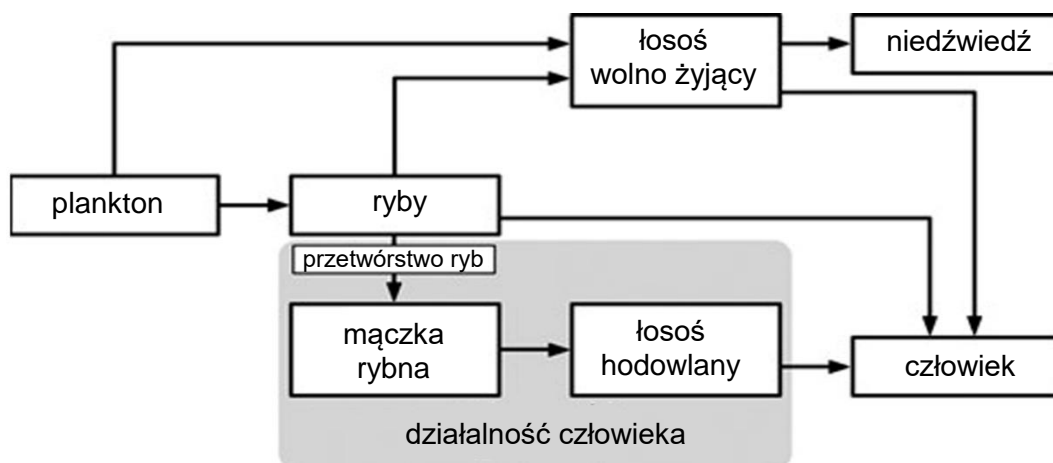 łosoś
wolno żyjący
niedźwiedź
plankton
ryby
przetwórstwo ryb
mączka
rybna
łosoś
hodowlany
człowiek
działalność człowieka